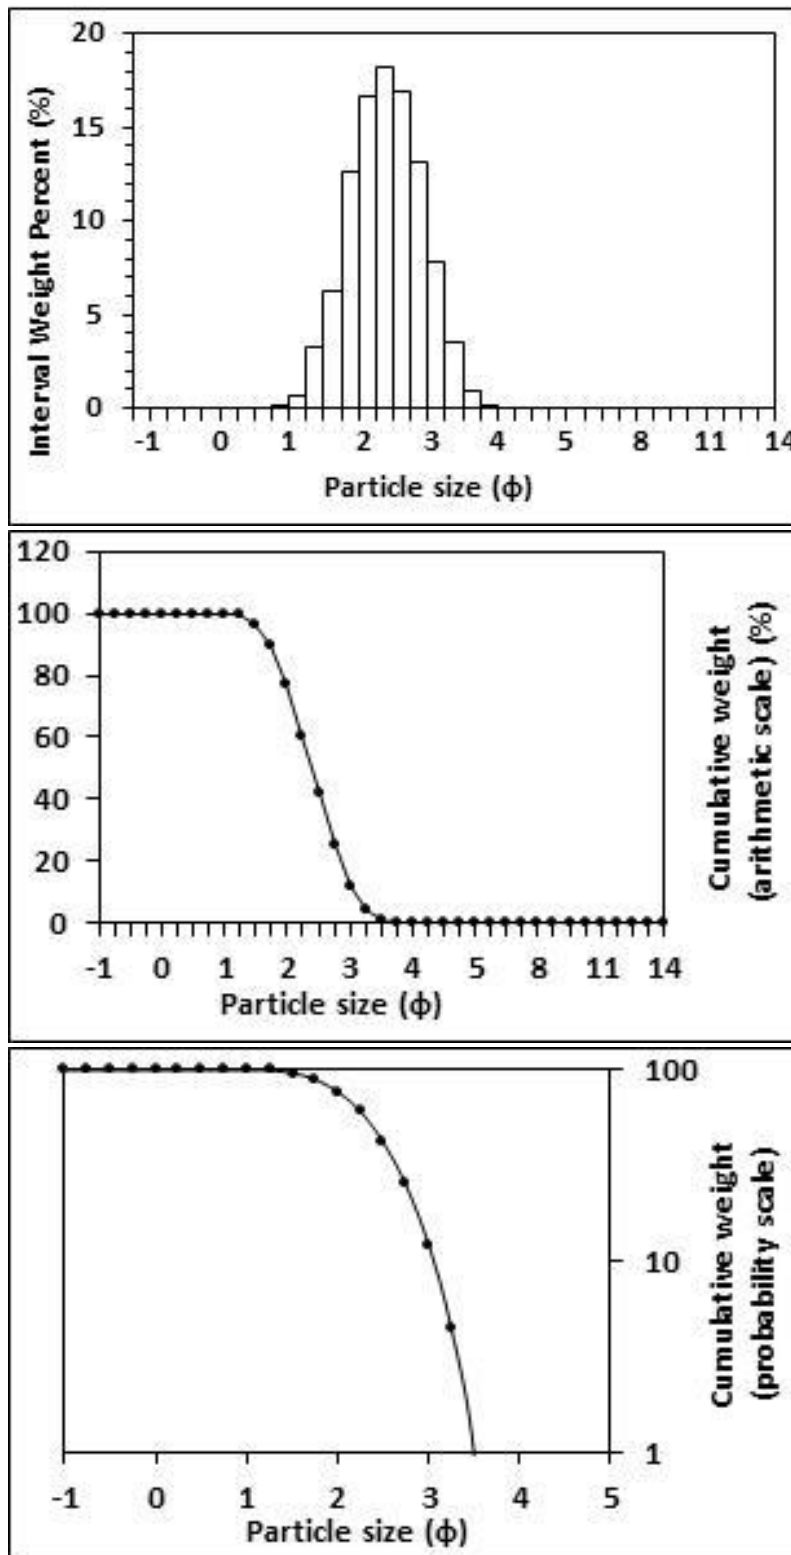 20
15
10
5
0
Interval Weight Percent (%)
-1 0 1 2 3 4 5 8 11 14
Particle size (ϕ)
120
100
80
60
40
20
0
Cumulative weight
(arithmetic scale) (%)
-1 0 1 2 3 4 5 8 11 14
Particle size (ϕ)
100
10
1
Cumulative weight
(probability scale)
-1 0 1 2 3 4 5
Particle size (ϕ)